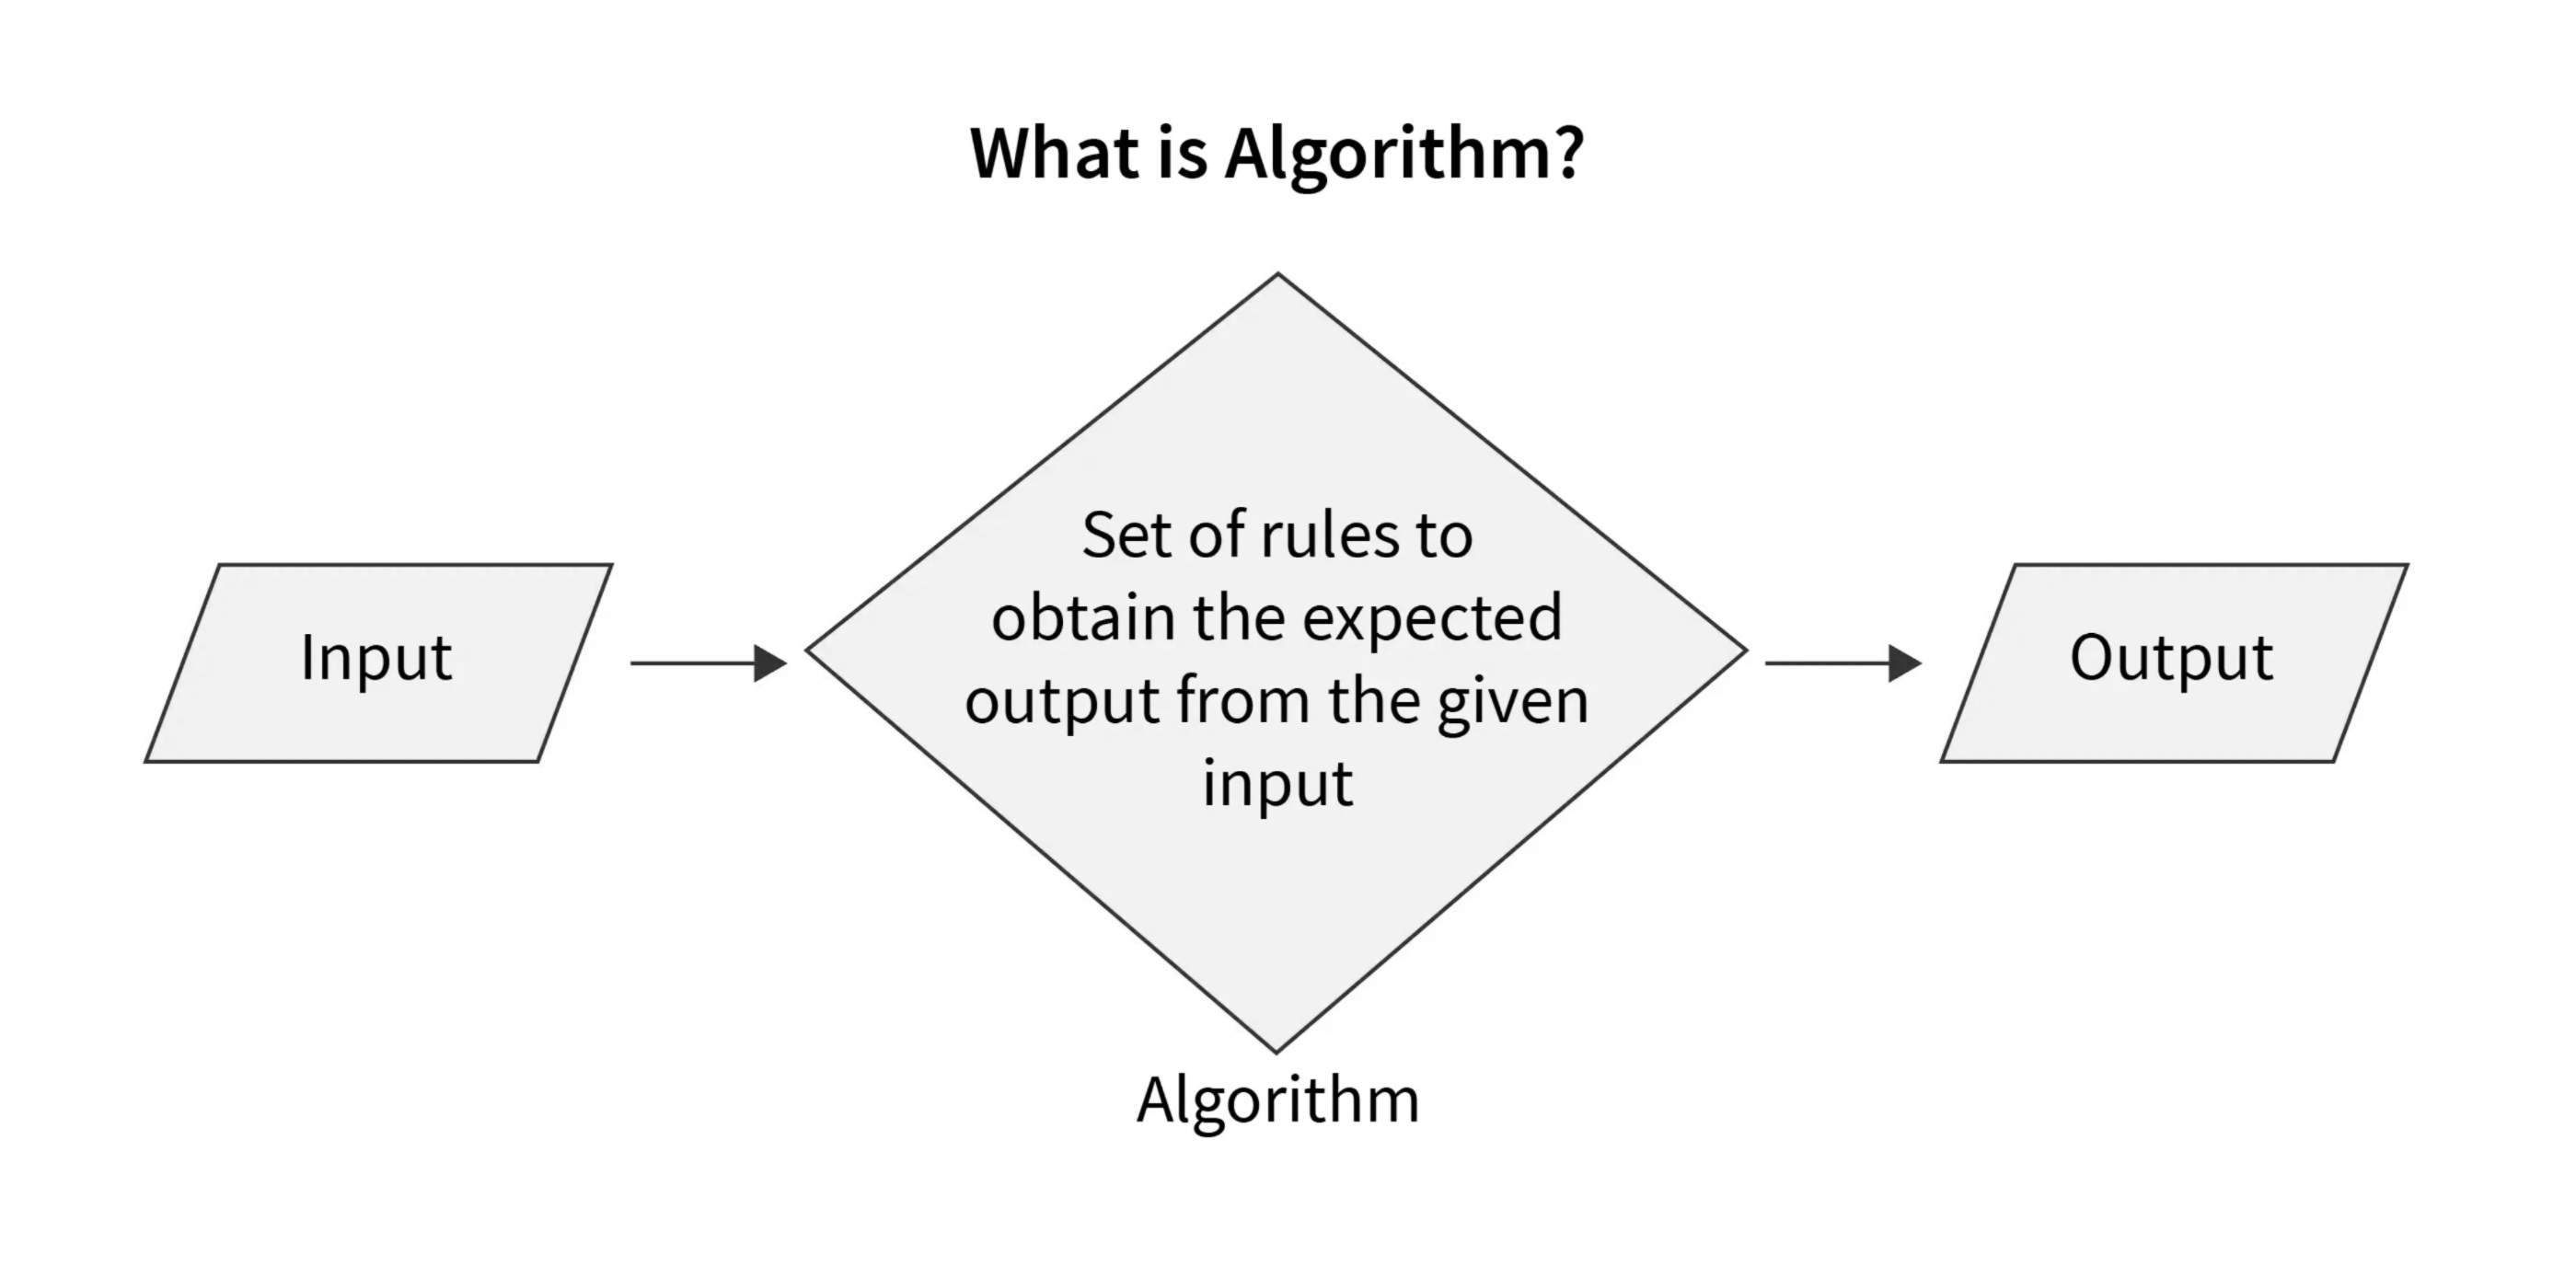 What is Algorithm?
Input
Set of rules to
obtain the expected
output from the given
input
Output
Algorithm